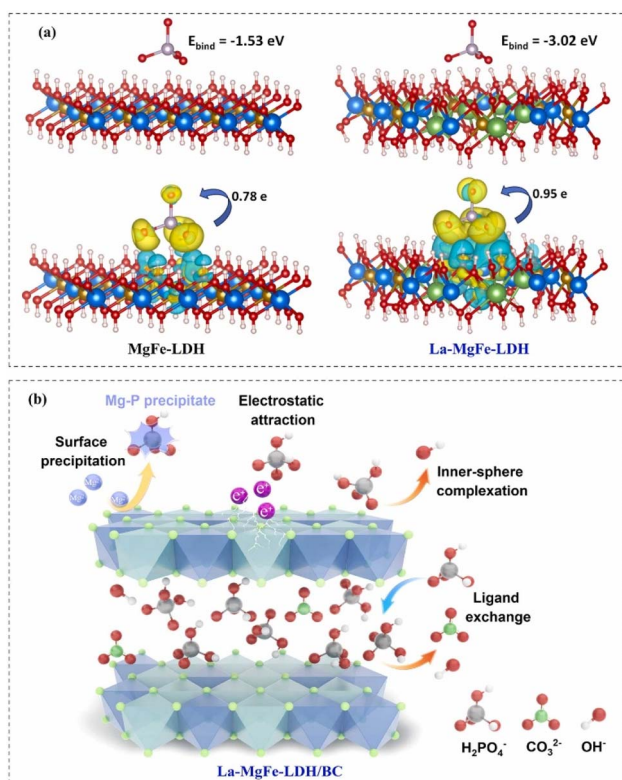 (a)
E_bind = -1.53 eV
E_bind = -3.02 eV
0.78 e
0.95 e
MgFe-LDH
La-MgFe-LDH
(b)
Mg-P precipitate
Surface
precipitation
Electrostatic
attraction
Inner-sphere
complexation
Ligand
exchange
H₂PO₄⁻
CO₃²⁻
OH⁻
La-MgFe-LDH/BC